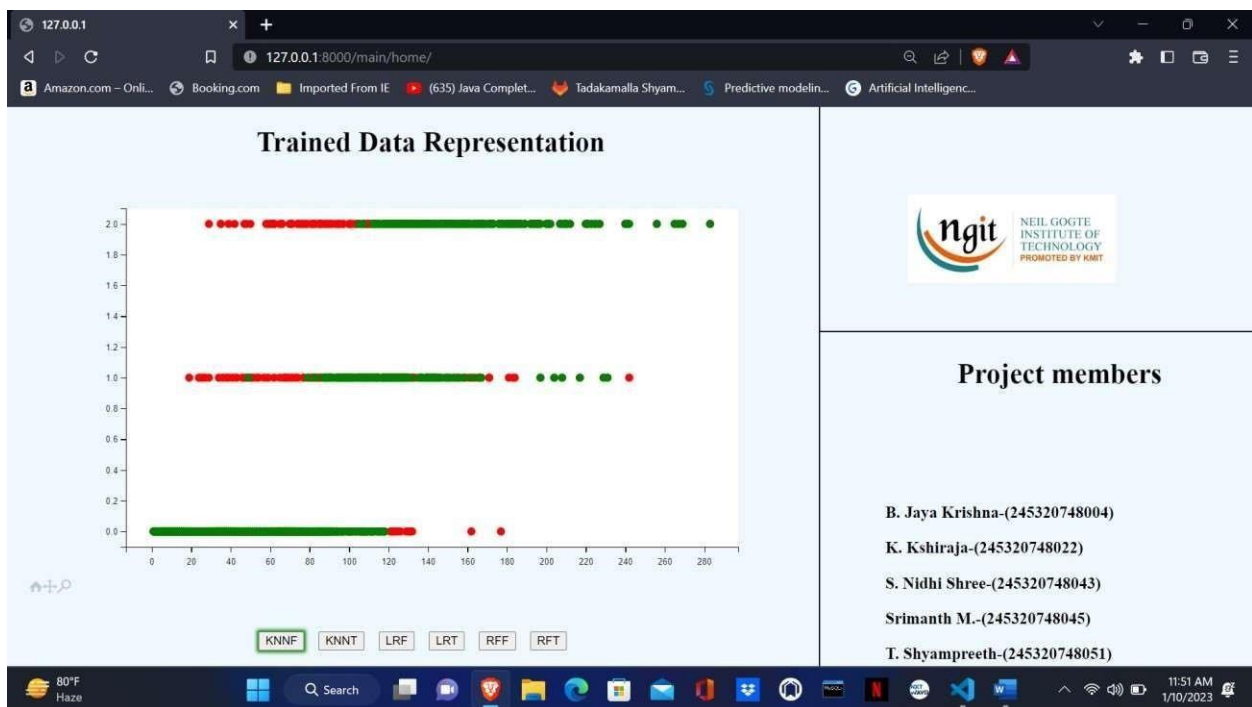 127.0.0.1
127.0.0.1:8000/main/home/
Amazon.com – Onli...
Booking.com
Imported From IE
(635) Java Complet...
Tadakamalla Shyam...
Predictive modelin...
Artificial Intelligenc...
Trained Data Representation
2.0
1.8
1.6
1.4
1.2
1.0
0.8
0.6
0.4
0.2
0.0
0 20 40 60 80 100 120 140 160 180 200 220 240 260 280
KNNF KNNT LRF LRT RFF RFT
ngit
NEIL GOGTE
INSTITUTE OF
TECHNOLOGY
PROMOTED BY KMIT
Project members
B. Jaya Krishna-(245320748004)
K. Kshiraja-(245320748022)
S. Nidhi Shree-(245320748043)
Srimanth M.-(245320748045)
T. Shyampreeth-(245320748051)
80°F
Haze
Search
11:51 AM
1/10/2023